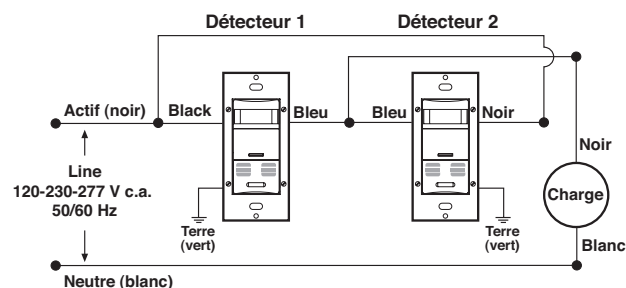 Détecteur 1
Détecteur 2
Actif (noir)
Black
Bleu
Bleu
Noir
Noir
Line
120-230-277 V c.a.
50/60 Hz
Charge
Terre
(vert)
Terre
(vert)
Blanc
Neutre (blanc)